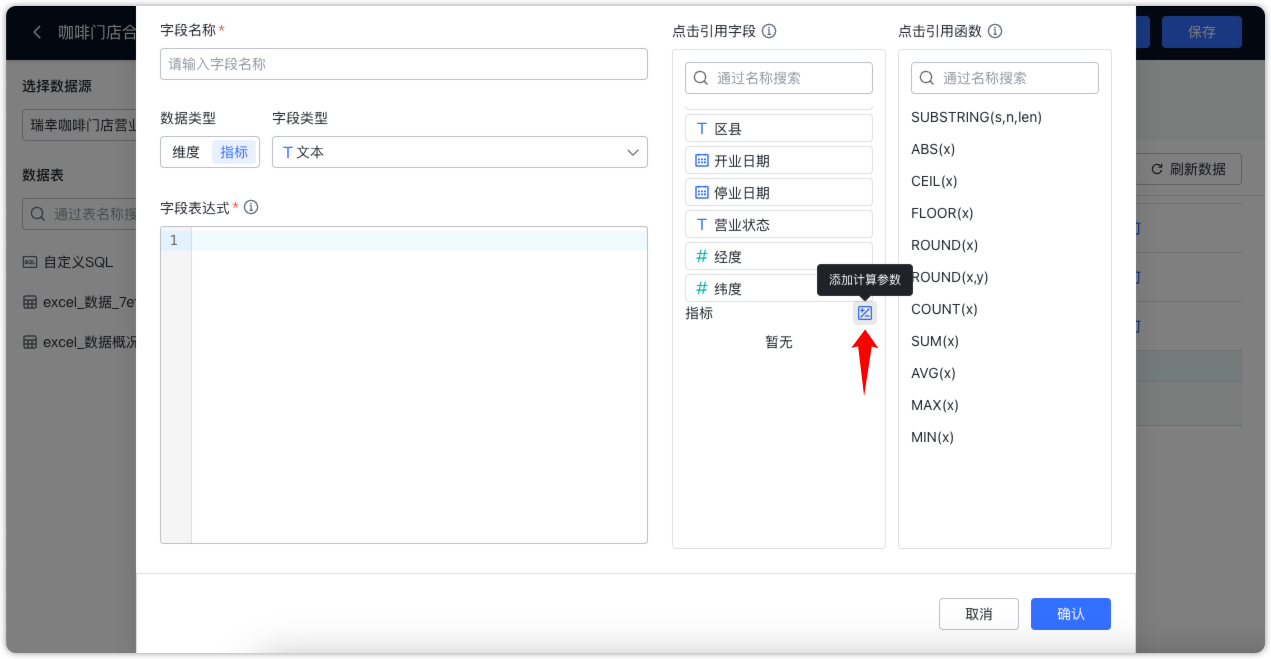 咖啡门店合
保存
选择数据源
瑞幸咖啡门店营业
数据表
通过表名称搜
SQL
自定义SQL
excel_数据_7e
excel_数据概况
字段名称*
请输入字段名称
数据类型
字段类型
维度
指标
T 文本
字段表达式*
1
点击引用字段
通过名称搜索
T 区县
开业日期
停业日期
T 营业状态
# 经度
# 纬度
添加计算参数
指标
暂无
点击引用函数
通过名称搜索
SUBSTRING(s,n,len)
ABS(x)
CEIL(x)
FLOOR(x)
ROUND(x)
ROUND(x,y)
COUNT(x)
SUM(x)
AVG(x)
MAX(x)
MIN(x)
刷新数据
取消
确认